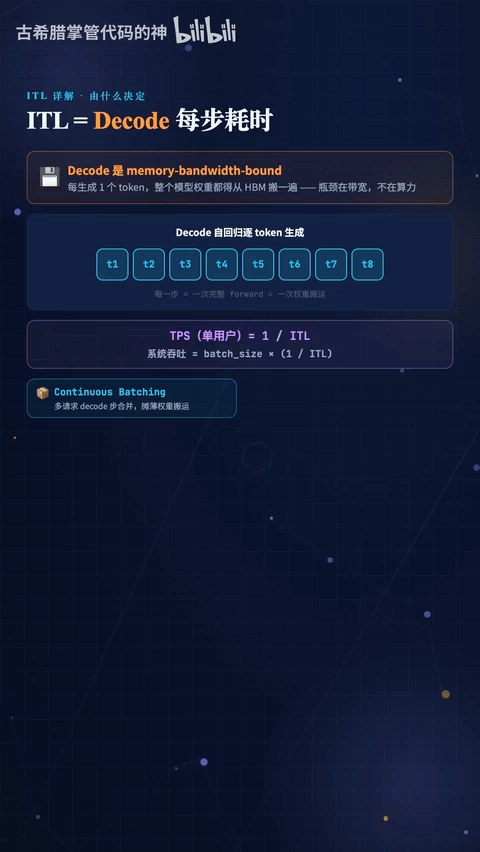 古希腊掌管代码的神 bilibili
ITL 详解 · 由什么决定
ITL = Decode 每步耗时
Decode 是 memory-bandwidth-bound
每生成 1 个 token，整个模型权重都得从 HBM 搬一遍 —— 瓶颈在带宽，不在算力
Decode 自回归逐 token 生成
t1 t2 t3 t4 t5 t6 t7 t8
每一步 = 一次完整 forward = 一次权重搬运
TPS（单用户）= 1 / ITL
系统吞吐 = batch_size × (1 / ITL)
Continuous Batching
多请求 decode 步合并，摊薄权重搬运